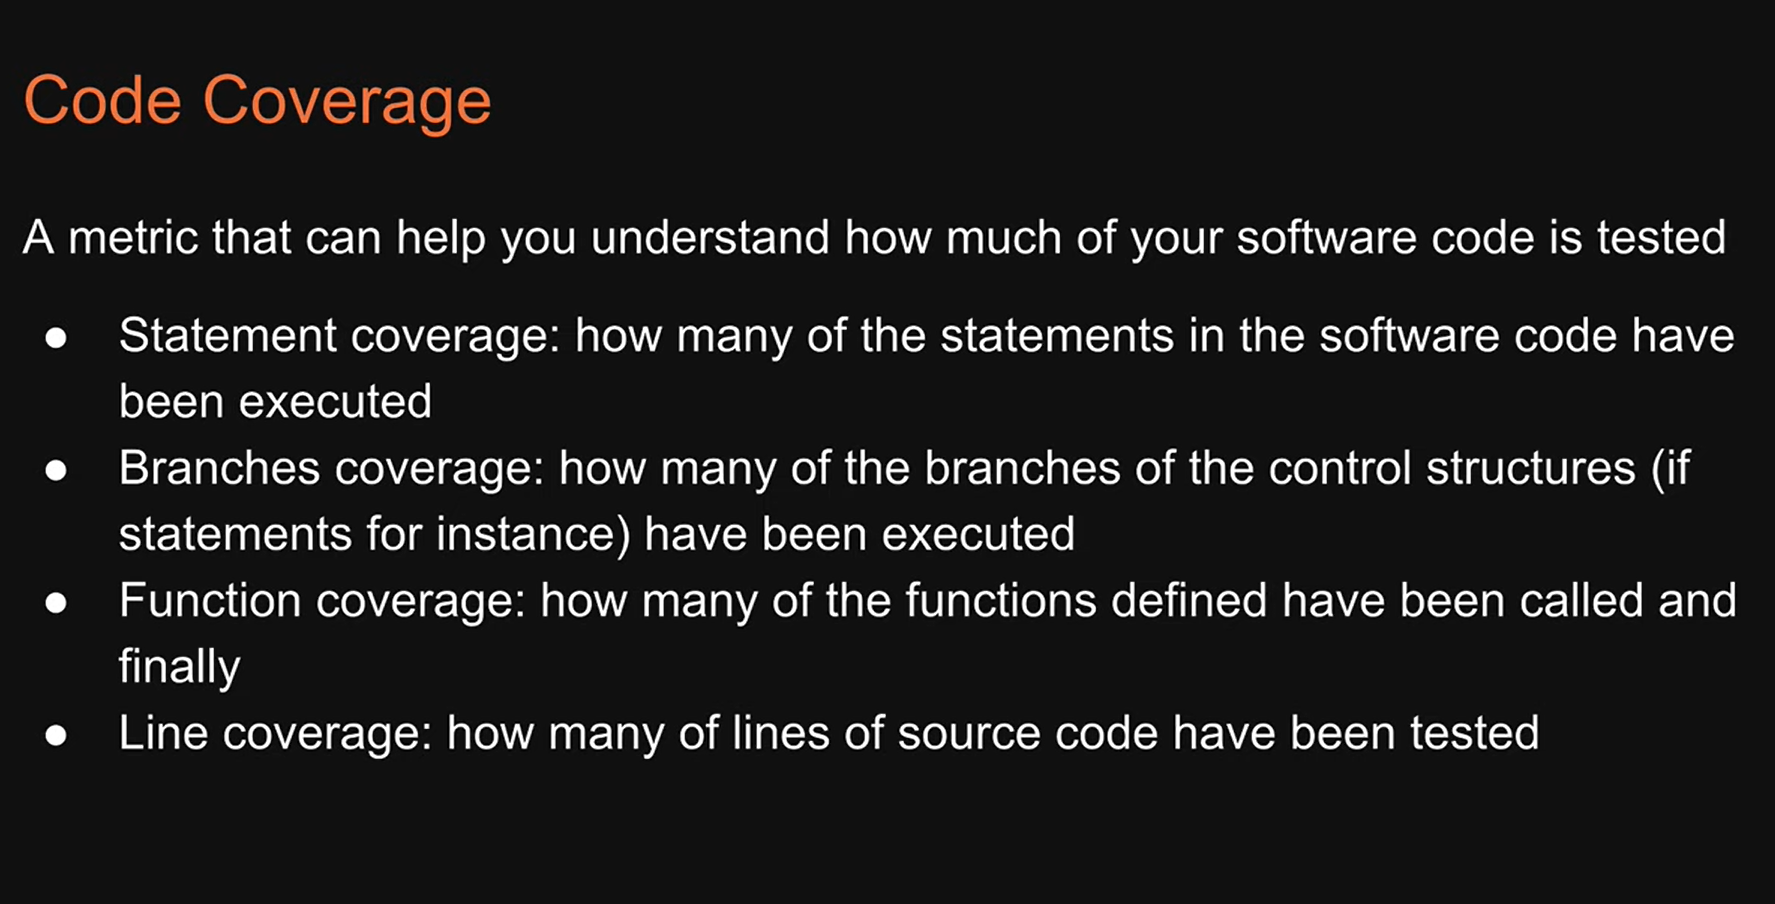 Code Coverage
A metric that can help you understand how much of your software code is tested
● Statement coverage: how many of the statements in the software code have
been executed
● Branches coverage: how many of the branches of the control structures (if
statements for instance) have been executed
● Function coverage: how many of the functions defined have been called and
finally
● Line coverage: how many of lines of source code have been tested